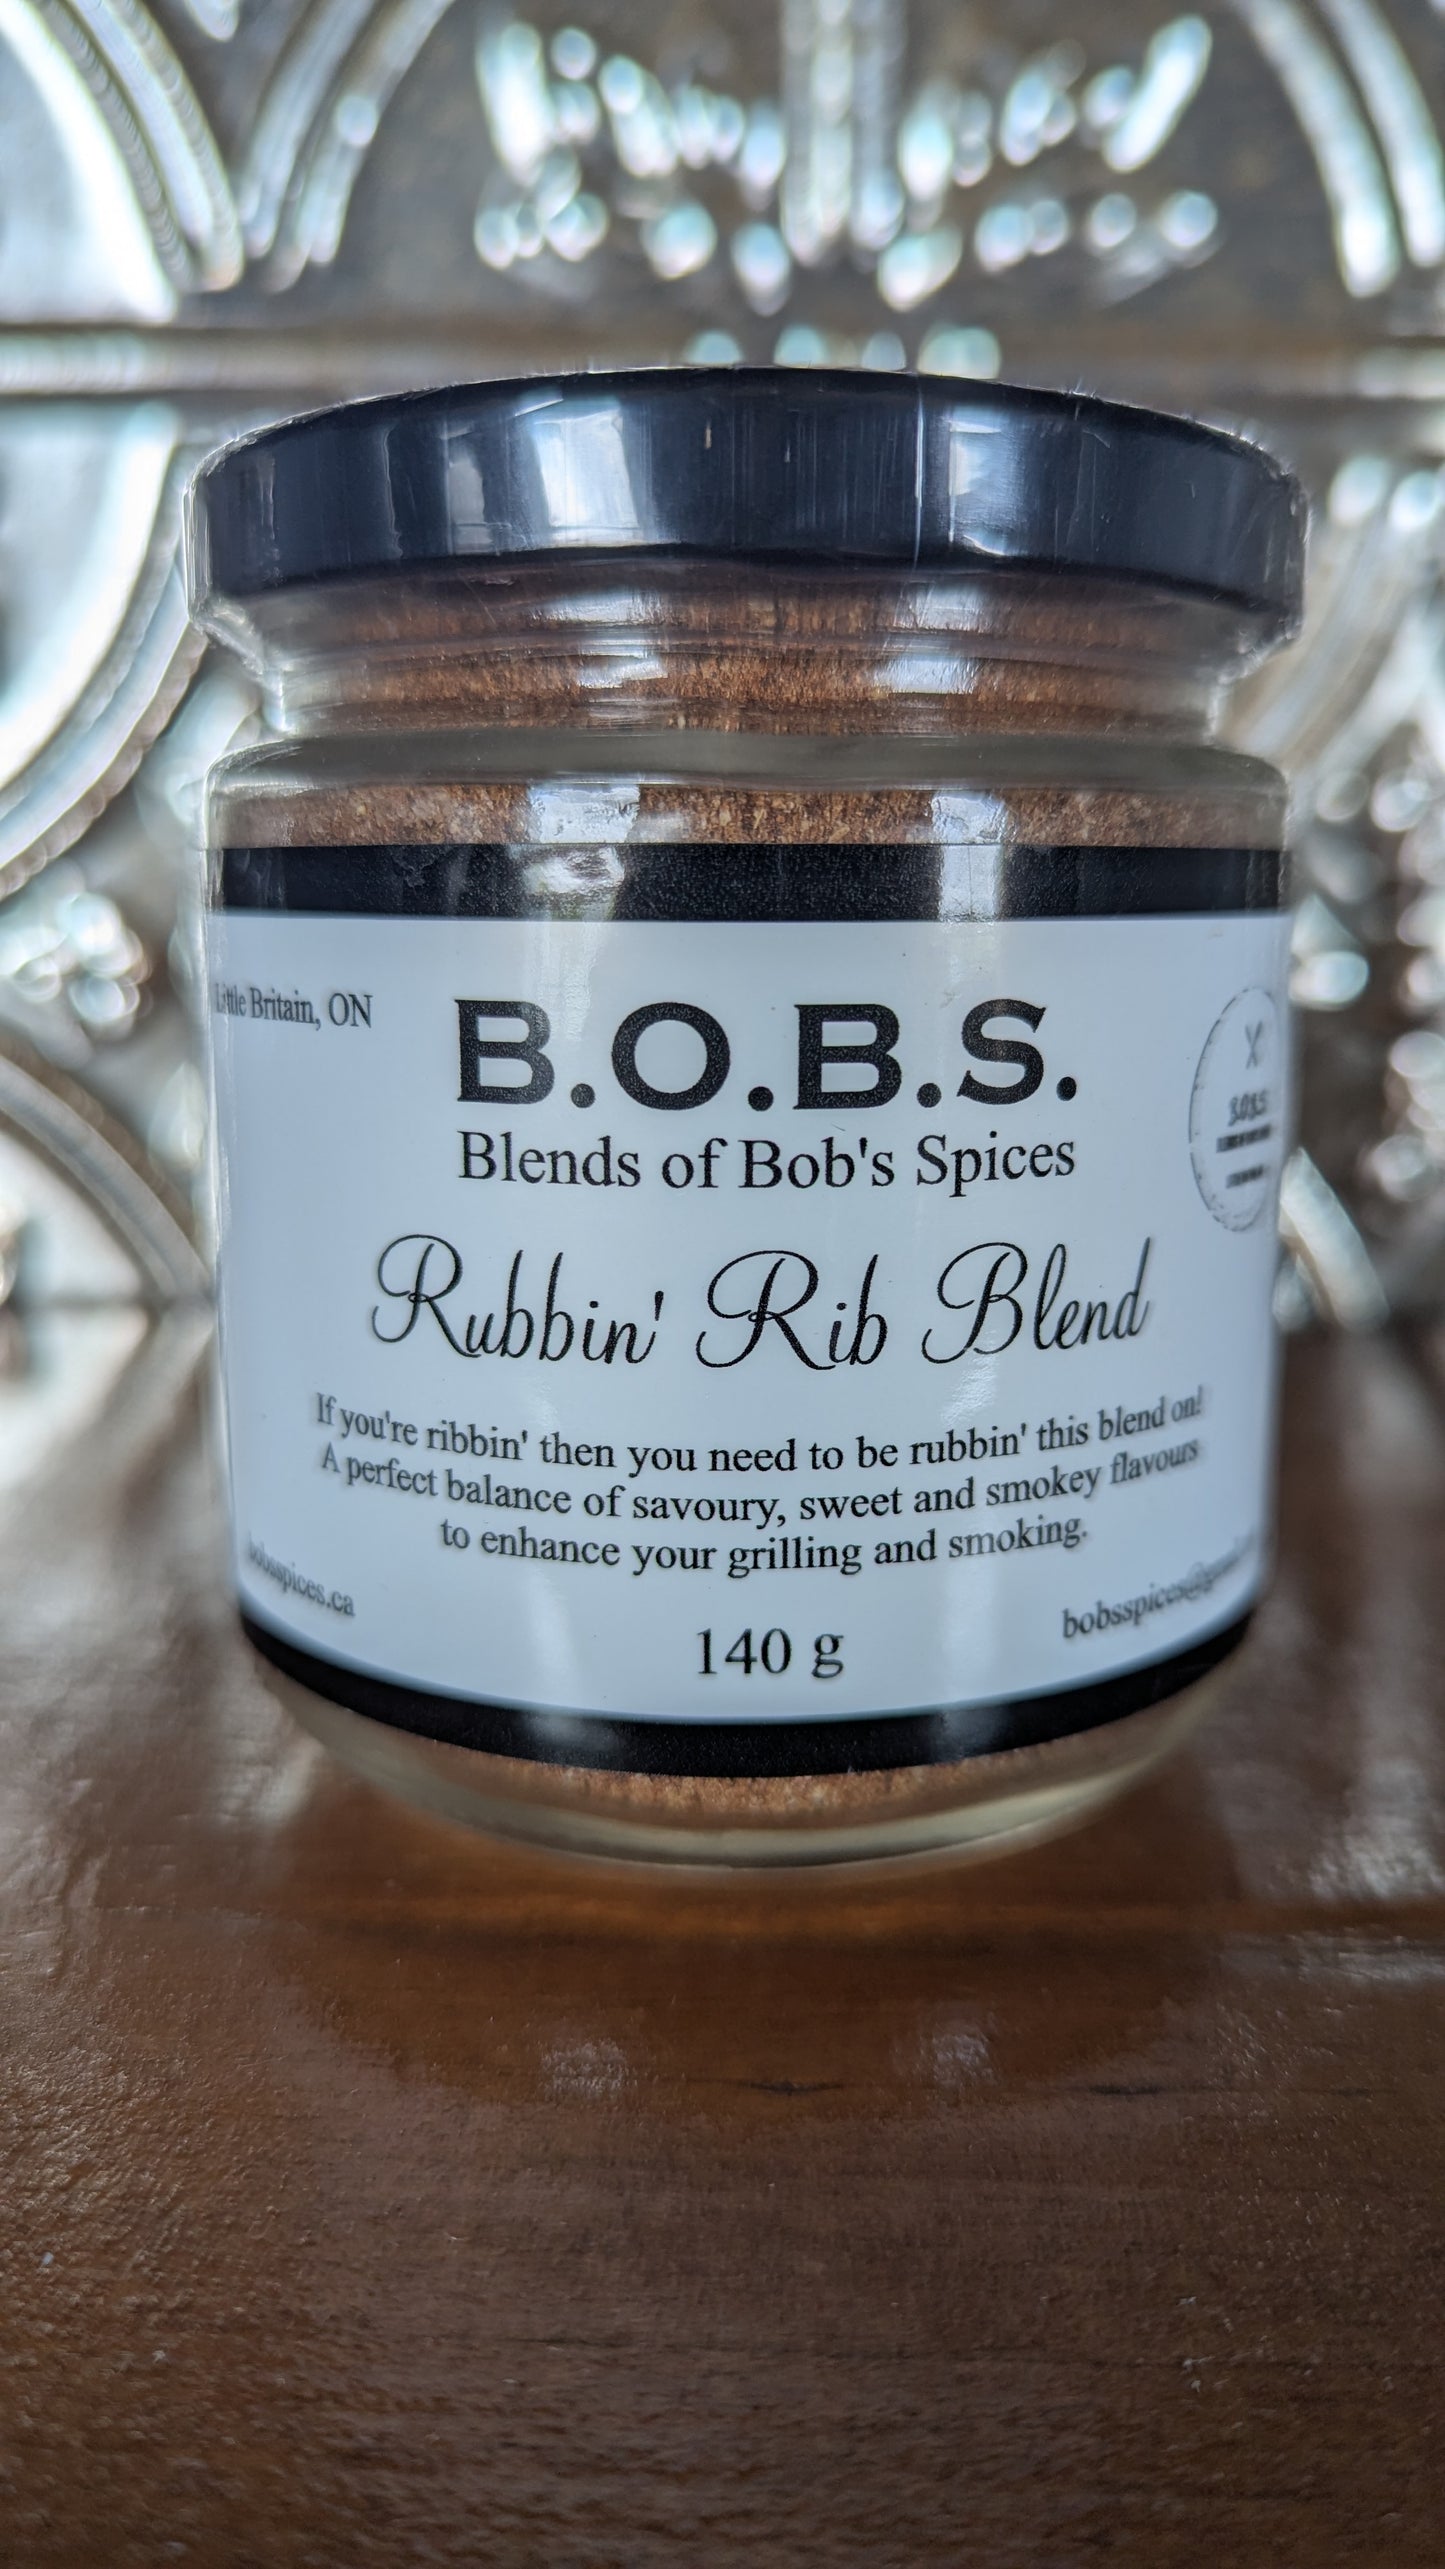 Little Britain, ON
B.O.B.S.
Blends of Bob's Spices
B.O.B.S
Rubbin' Rib Blend
If you're ribbin' then you need to be rubbin' this blend on!
A perfect balance of savoury, sweet and smokey flavours
to enhance your grilling and smoking.
bobsspices.ca
140 g